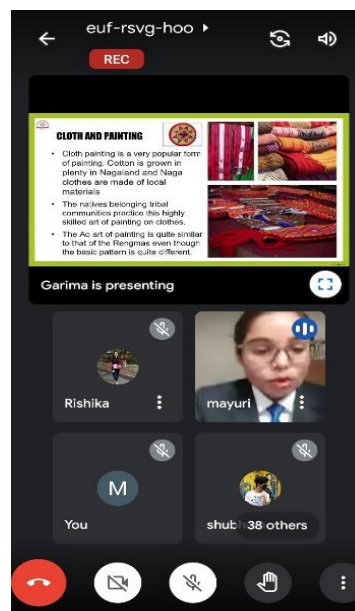 euf-rsvg-hoo
REC
CLOTH AND PAINTING
• Cloth painting is a very popular form
of painting. Cotton is grown in
plenty in Nagaland and Naga
clothes are made of local
materials
• The natives belonging tribal
communities practice this highly
skilled art of painting on clothes.
• The Ao art of painting is quite similar
to that of the Rengmas even though
the basic pattern is quite different.
Garima is presenting
Rishika
mayuri
M
You
shubh
38 others